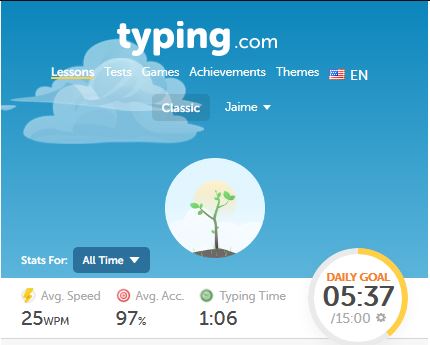 typing.com
Lessons Tests Games Achievements Themes EN
Classic Jaime
Stats For: All Time
Avg. Speed Avg. Acc. Typing Time
25WPM 97% 1:06
DAILY GOAL
05:37
/15:00